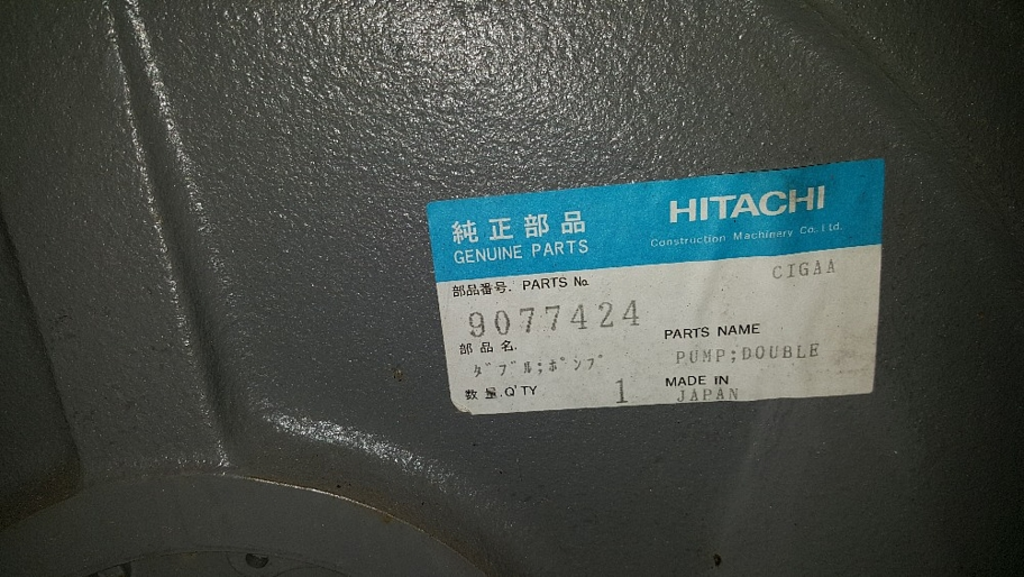 純正部品
GENUINE PARTS
HITACHI
Construction Machinery Co., Ltd.
部品番号. PARTS No.
CIGAA
9077424
部品名.
PARTS NAME
ダブル;ポンプ
PUMP;DOUBLE
数量.Q'TY
1
MADE IN
JAPAN